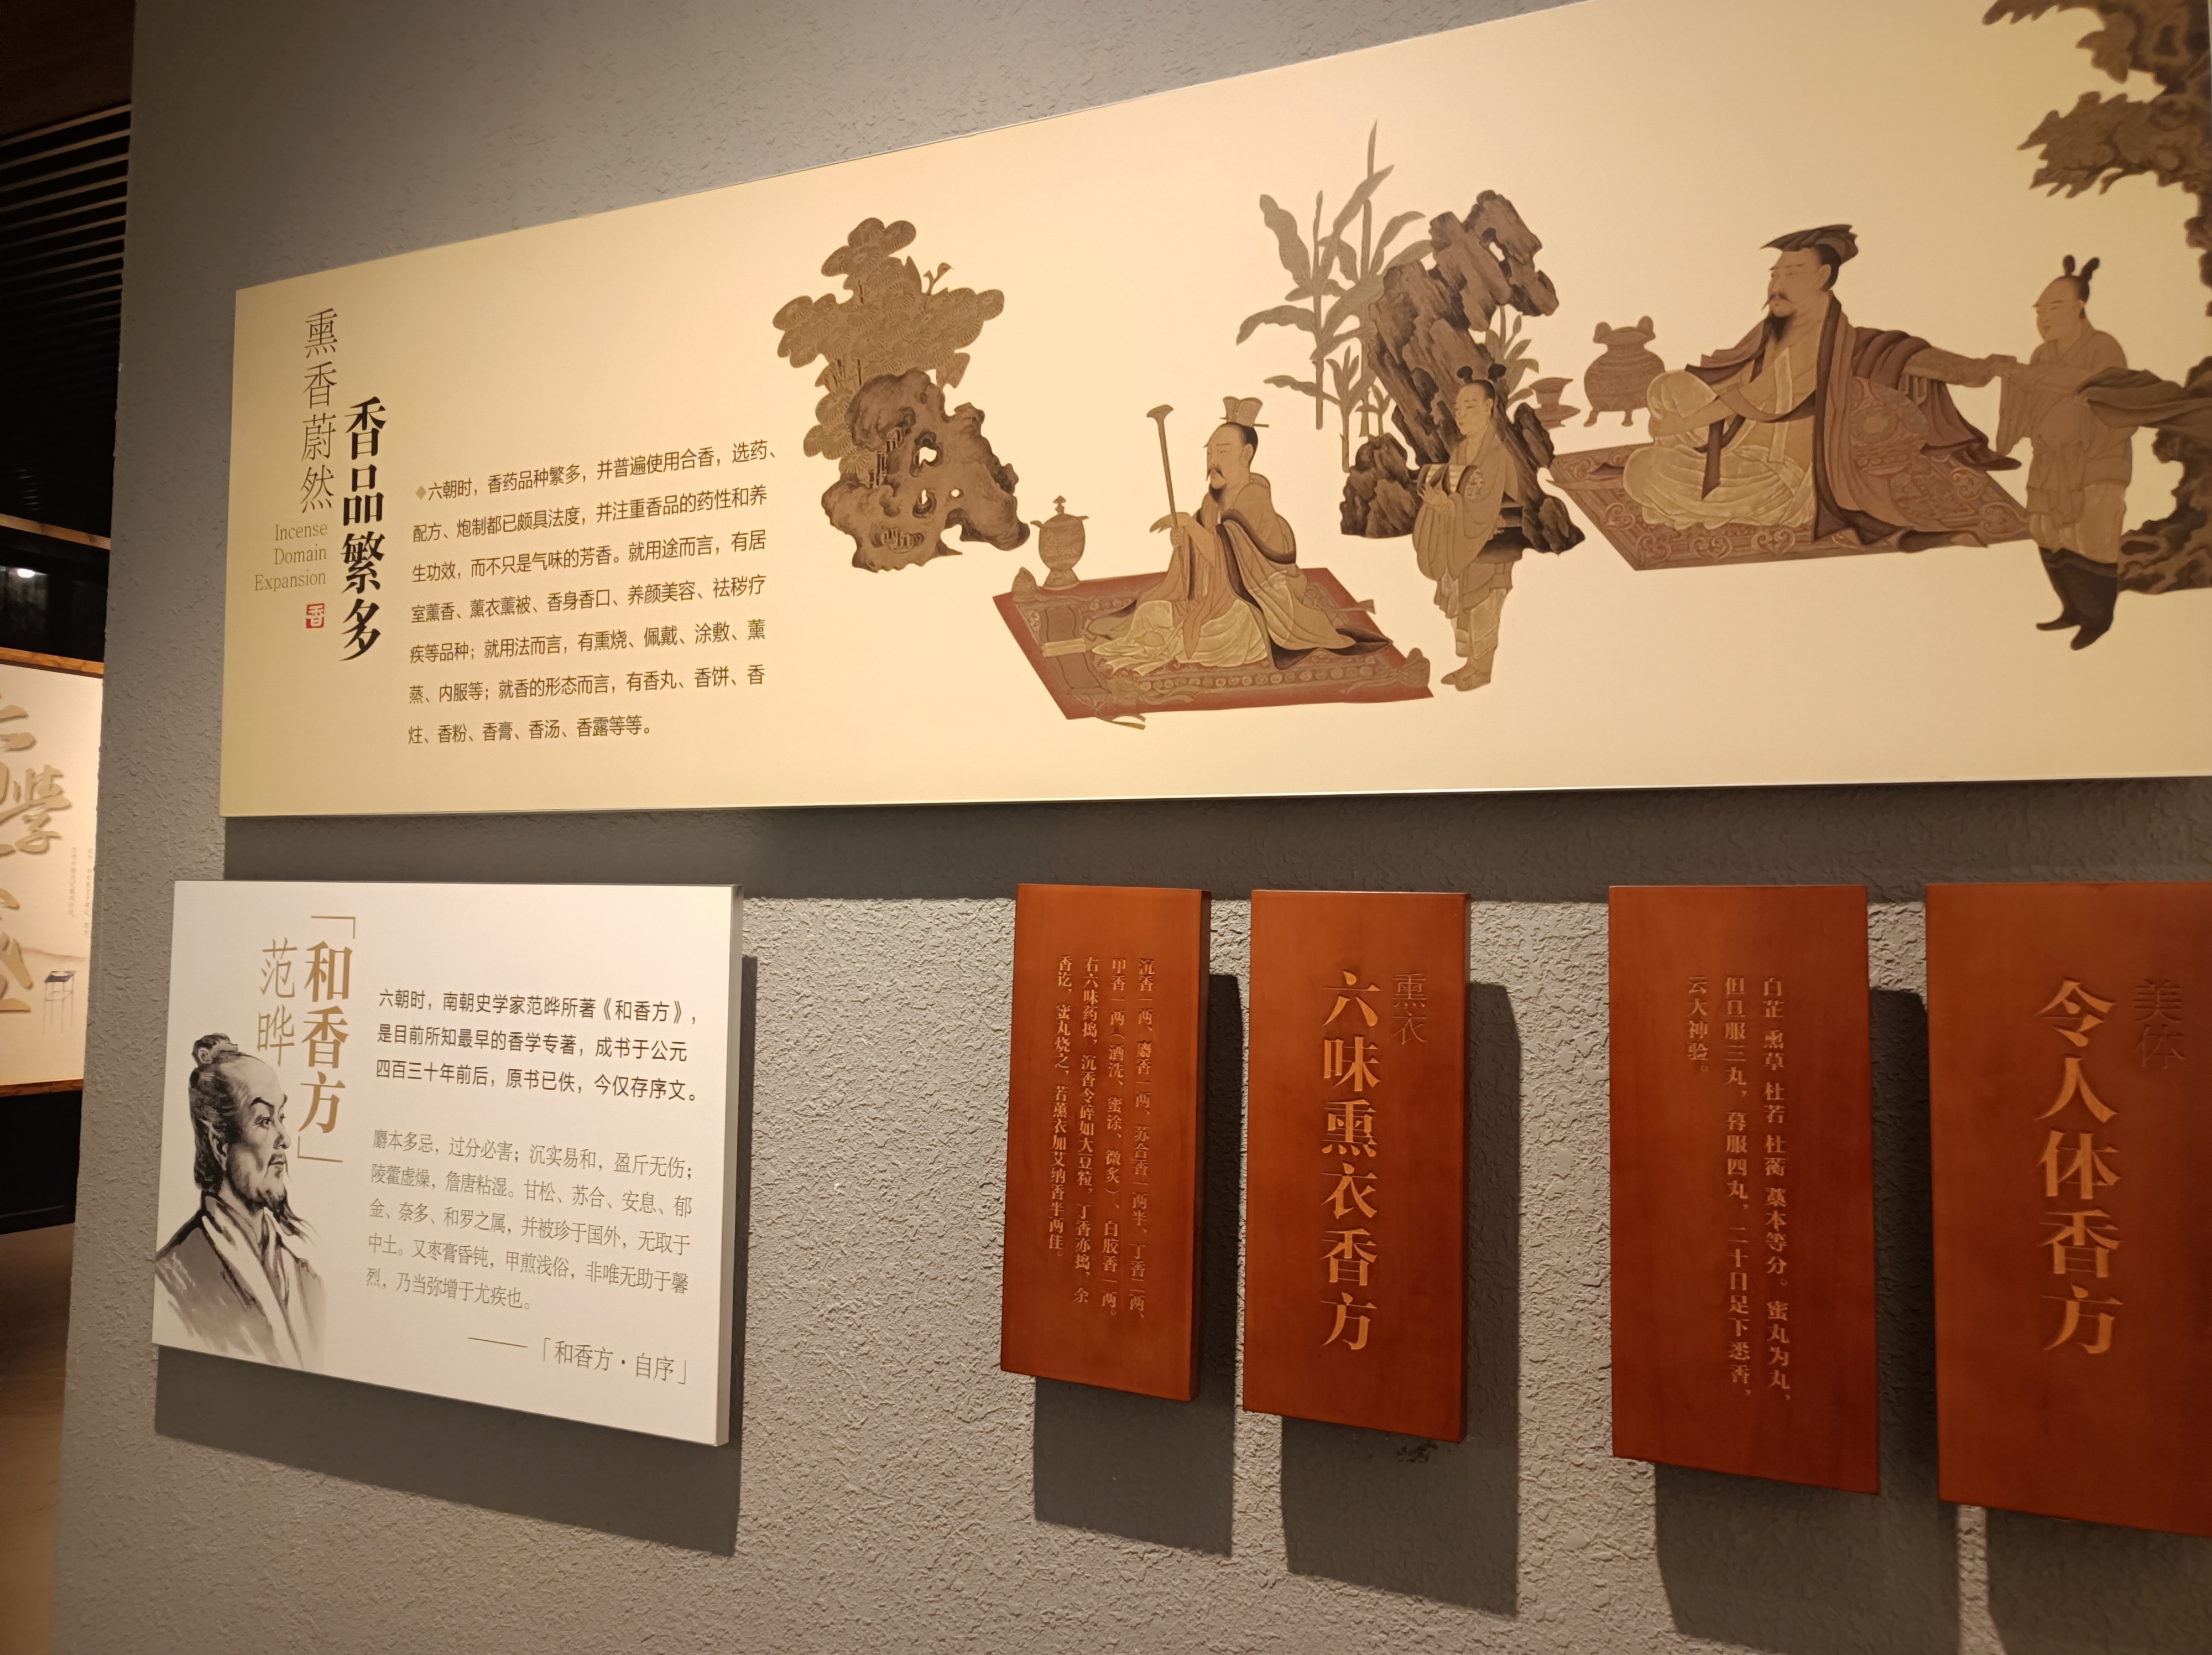 熏香蔚然
Incense
Domain
Expansion
香
香品繁多
六朝时，香药品种繁多，并普遍使用合香，选药、
配方、炮制都已颇具法度，并注重香品的药性和养
生功效，而不只是气味的芳香。就用途而言，有居
室薰香、薰衣薰被、香身香口、养颜美容、祛秽疗
疾等品种；就用法而言，有熏烧、佩戴、涂敷、薰
蒸、内服等；就香的形态而言，有香丸、香饼、香
炷、香粉、香膏、香汤、香露等等。
「和香方」
范晔
六朝时，南朝史学家范晔所著《和香方》，
是目前所知最早的香学专著，成书于公元
四百三十年前后，原书已佚，今仅存序文。
麝本多忌，过分必害；沉实易和，盈斤无伤；
陵藿虚燥，詹唐粘湿。甘松、苏合、安息、郁
金、奈多、和罗之属，并被珍于国外，无取于
中土。又枣膏昏钝，甲煎浅俗，非唯无助于馨
烈，乃当弥增于尤疾也。
——「和香方·自序」
熏衣
六味熏衣香方
沉香一两、麝香一两、苏合香一两半、丁香二两、
甲香一两（酒洗、蜜涂、微炙）、白胶香一两。
右六味药捣，沉香令碎如大豆粒，丁香亦捣，余
香讫，蜜丸烧之，若薰衣加艾纳香半两佳。
美体
令人体香方
白芷 熏草 杜若 杜蘅 藁本等分。蜜丸为丸，
但旦服三丸，暮服四丸，二十日足下悉香，
云大神验。
学